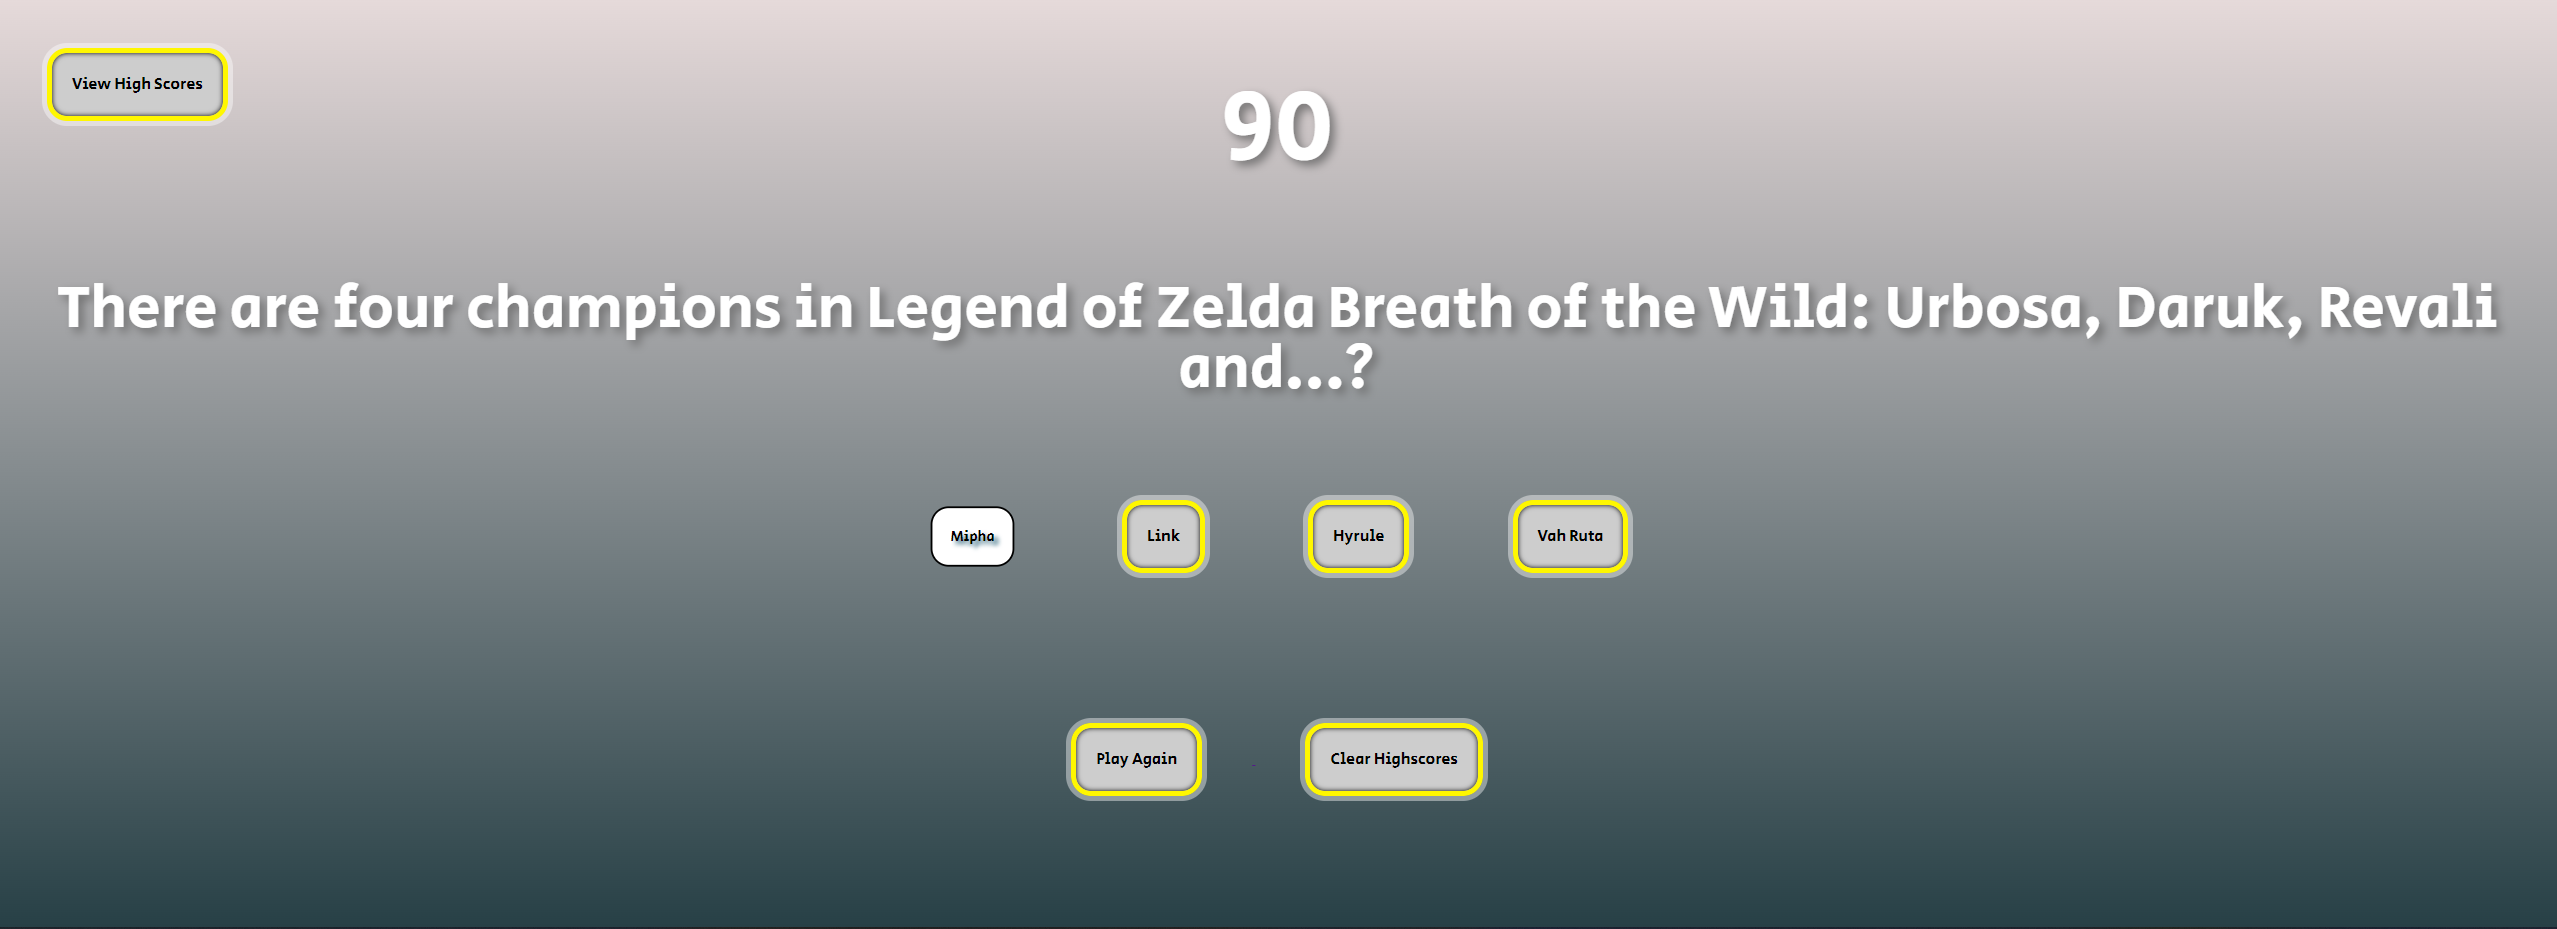 View High Scores
90
There are four champions in Legend of Zelda Breath of the Wild: Urbosa, Daruk, Revali
and...?
Mipha
Link
Hyrule
Vah Ruta
Play Again
Clear Highscores